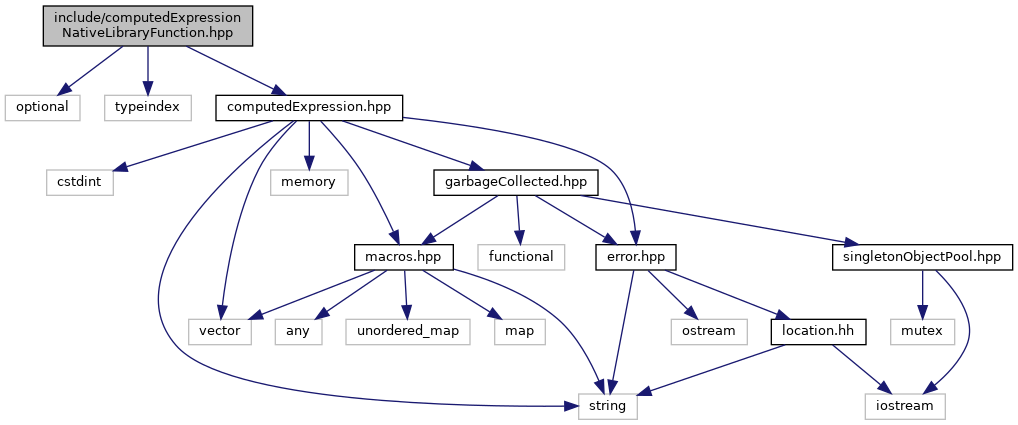 include/computedExpression
NativeLibraryFunction.hpp
optional
typeindex
computedExpression.hpp
cstdint
memory
garbageCollected.hpp
macros.hpp
functional
error.hpp
singletonObjectPool.hpp
vector
any
unordered_map
map
ostream
location.hh
mutex
string
iostream